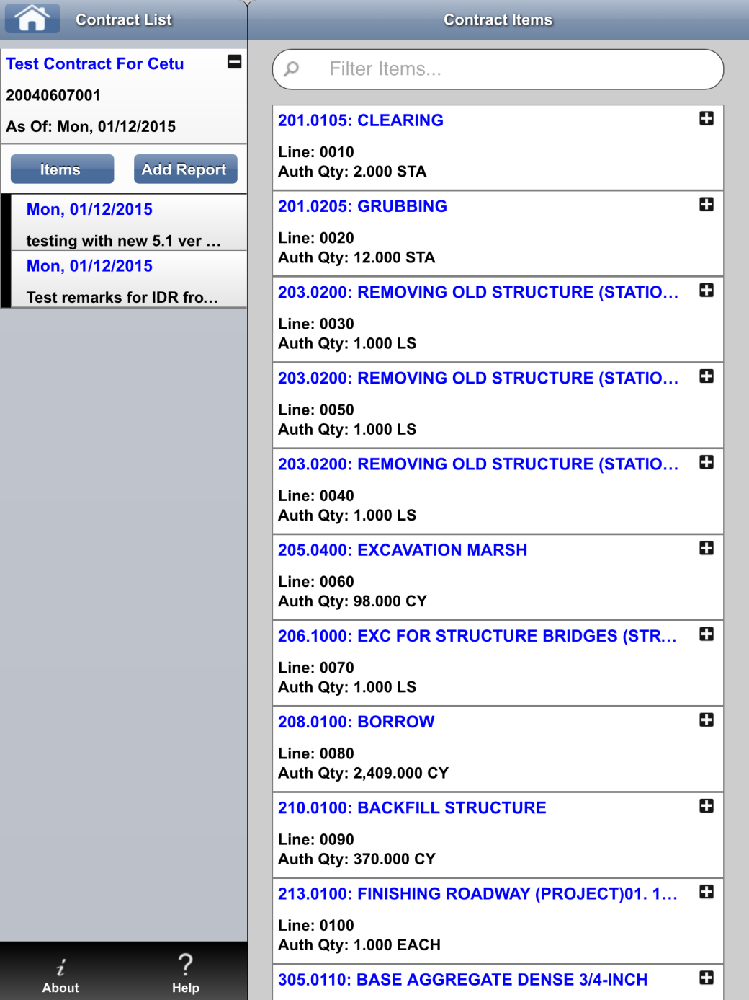 Contract List
Test Contract For Cetu
20040607001
As Of: Mon, 01/12/2015
Items
Add Report
Mon, 01/12/2015
testing with new 5.1 ver ...
Mon, 01/12/2015
Test remarks for IDR fro...
i
About
?
Help
Contract Items
Filter Items...
201.0105: CLEARING
Line: 0010
Auth Qty: 2.000 STA
201.0205: GRUBBING
Line: 0020
Auth Qty: 12.000 STA
203.0200: REMOVING OLD STRUCTURE (STATIO...
Line: 0030
Auth Qty: 1.000 LS
203.0200: REMOVING OLD STRUCTURE (STATIO...
Line: 0050
Auth Qty: 1.000 LS
203.0200: REMOVING OLD STRUCTURE (STATIO...
Line: 0040
Auth Qty: 1.000 LS
205.0400: EXCAVATION MARSH
Line: 0060
Auth Qty: 98.000 CY
206.1000: EXC FOR STRUCTURE BRIDGES (STR...
Line: 0070
Auth Qty: 1.000 LS
208.0100: BORROW
Line: 0080
Auth Qty: 2,409.000 CY
210.0100: BACKFILL STRUCTURE
Line: 0090
Auth Qty: 370.000 CY
213.0100: FINISHING ROADWAY (PROJECT)01. 1...
Line: 0100
Auth Qty: 1.000 EACH
305.0110: BASE AGGREGATE DENSE 3/4-INCH